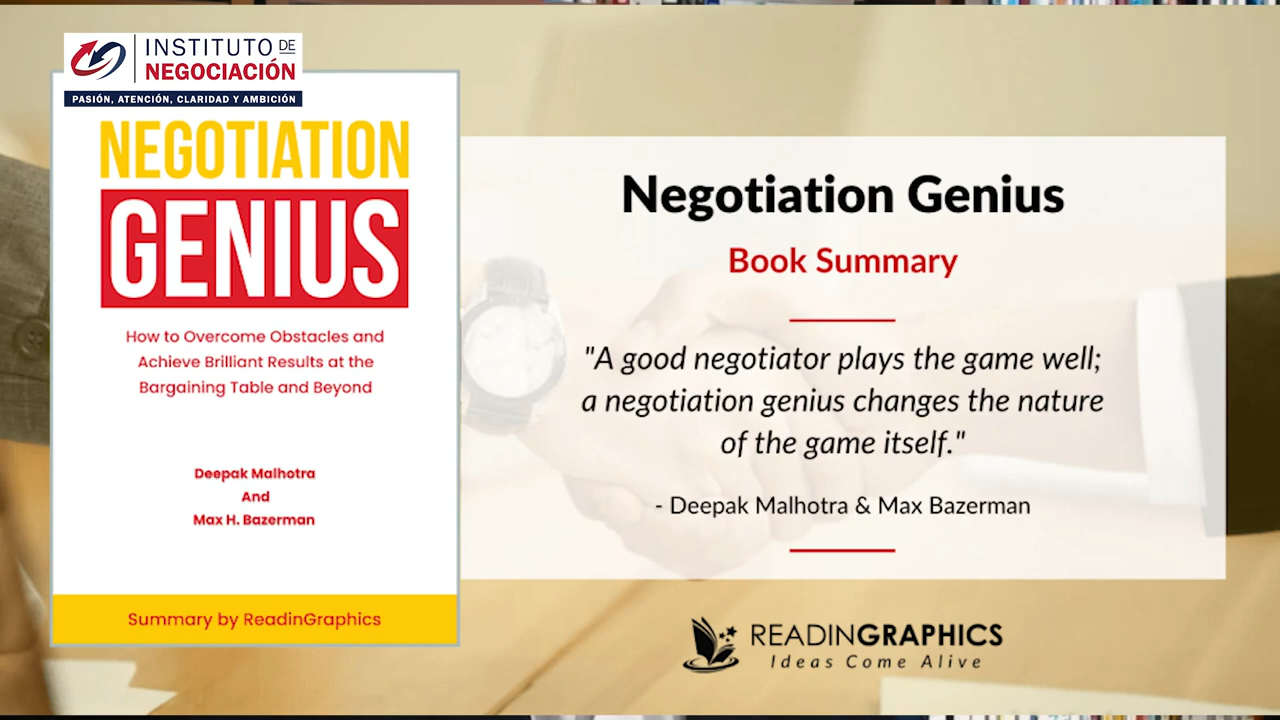 INSTITUTO DE
NEGOCIACIÓN
PASIÓN, ATENCIÓN, CLARIDAD Y AMBICIÓN
NEGOTIATION
GENIUS
How to Overcome Obstacles and
Achieve Brilliant Results at the
Bargaining Table and Beyond
Deepak Malhotra
And
Max H. Bazerman
Summary by ReadinGraphics
Negotiation Genius
Book Summary
"A good negotiator plays the game well;
a negotiation genius changes the nature
of the game itself."
- Deepak Malhotra & Max Bazerman
READINGRAPHICS
Ideas Come Alive